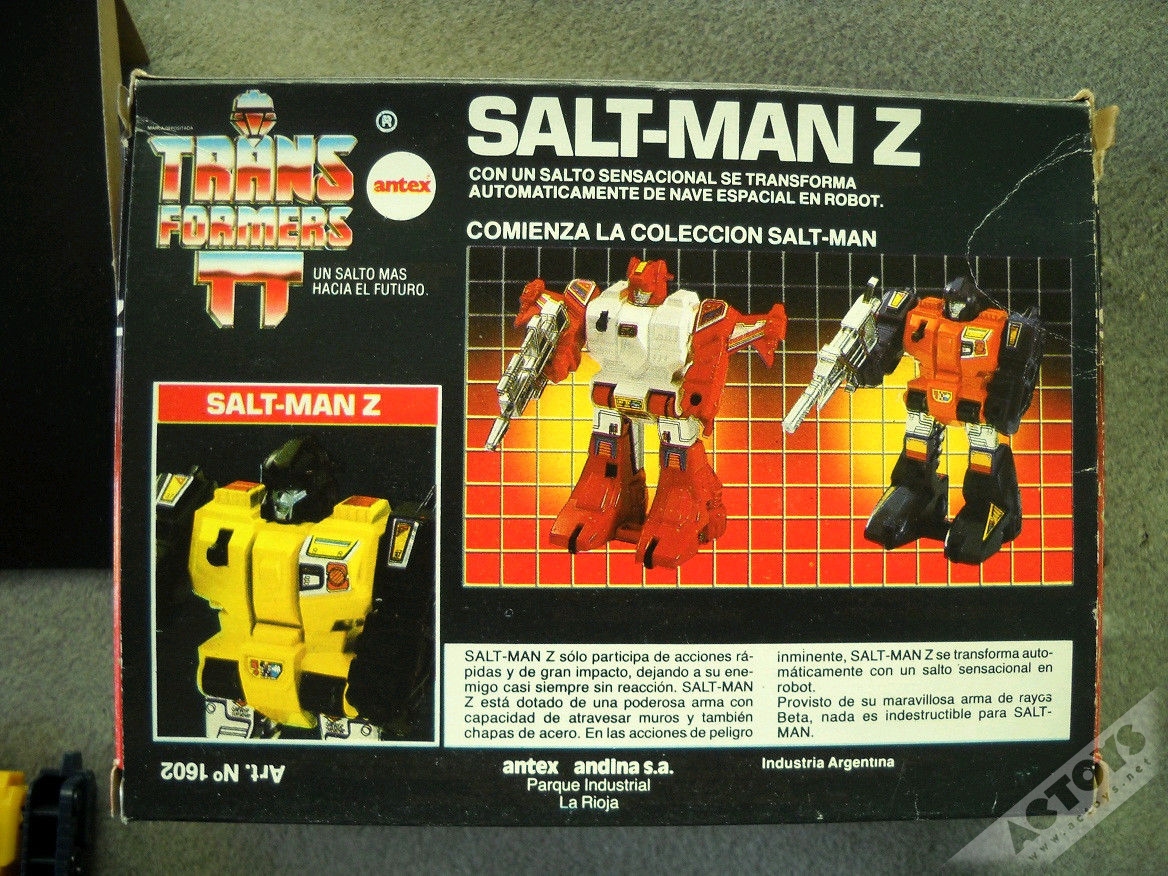 MARCA DEPOSITADA
TRANS
FORMERS
®
antex
UN SALTO MAS
HACIA EL FUTURO.
SALT-MAN Z
CON UN SALTO SENSACIONAL SE TRANSFORMA
AUTOMATICAMENTE DE NAVE ESPACIAL EN ROBOT.
COMIENZA LA COLECCION SALT-MAN
SALT-MAN Z
SALT-MAN Z sólo participa de acciones rá-
pidas y de gran impacto, dejando a su ene-
migo casi siempre sin reacción. SALT-MAN
Z está dotado de una poderosa arma con
capacidad de atravesar muros y también
chapas de acero. En las acciones de peligro
inminente, SALT-MAN Z se transforma auto-
máticamente con un salto sensacional en
robot.
Provisto de su maravillosa arma de rayos
Beta, nada es indestructible para SALT-
MAN.
Art. Nº 1602
antex andina s.a.
Parque Industrial
La Rioja
Industria Argentina
ACTOYS
www.actoys.net